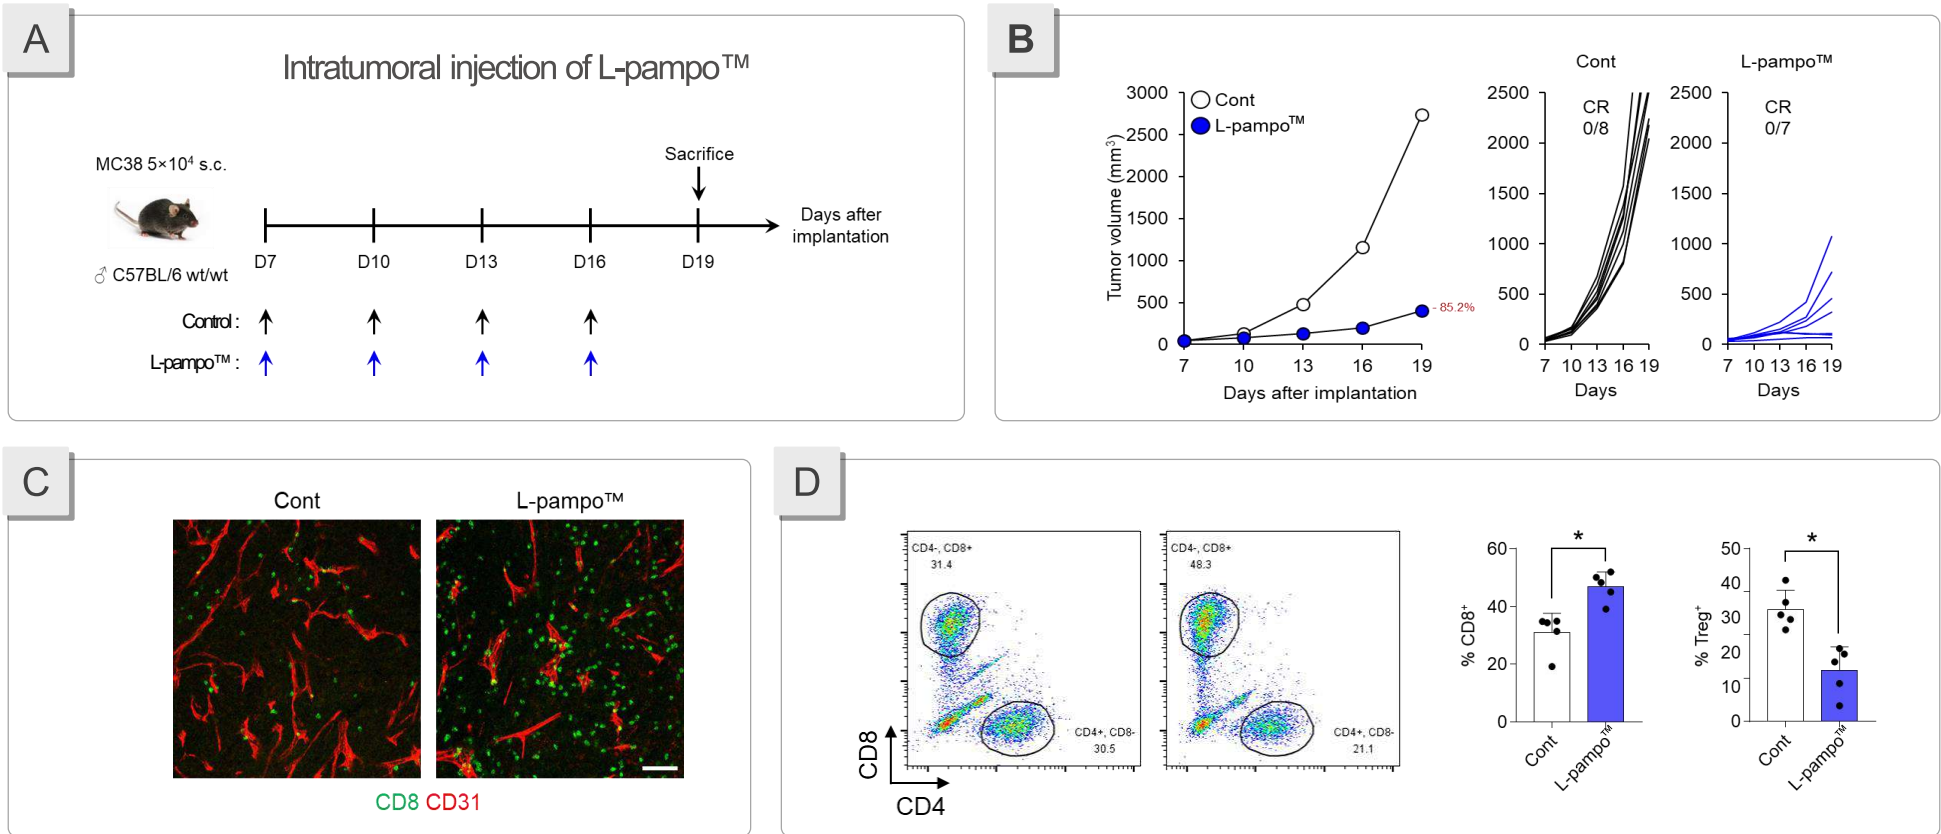 A
Intratumoral injection of L-pampo™
MC38 5×10⁴ s.c.
♂ C57BL/6 wt/wt
Sacrifice
Days after
implantation
D7 D10 D13 D16 D19
Control :
L-pampo™ :
B
Cont
L-pampo™
Tumor volume (mm³)
3000
2500
2000
1500
1000
500
0
- 85.2%
7 10 13 16 19
Days after implantation
Cont
CR
0/8
2500
2000
1500
1000
500
0
7 10 13 16 19
Days
L-pampo™
CR
0/7
2500
2000
1500
1000
500
0
7 10 13 16 19
Days
C
Cont
L-pampo™
CD8 CD31
D
CD4-, CD8+
31.4
CD4+, CD8-
30.5
CD4-, CD8+
48.3
CD4+, CD8-
21.1
CD8
CD4
% CD8⁺
60
40
20
0
*
Cont
L-pampo™
% Treg⁺
50
40
30
20
10
0
*
Cont
L-pampo™